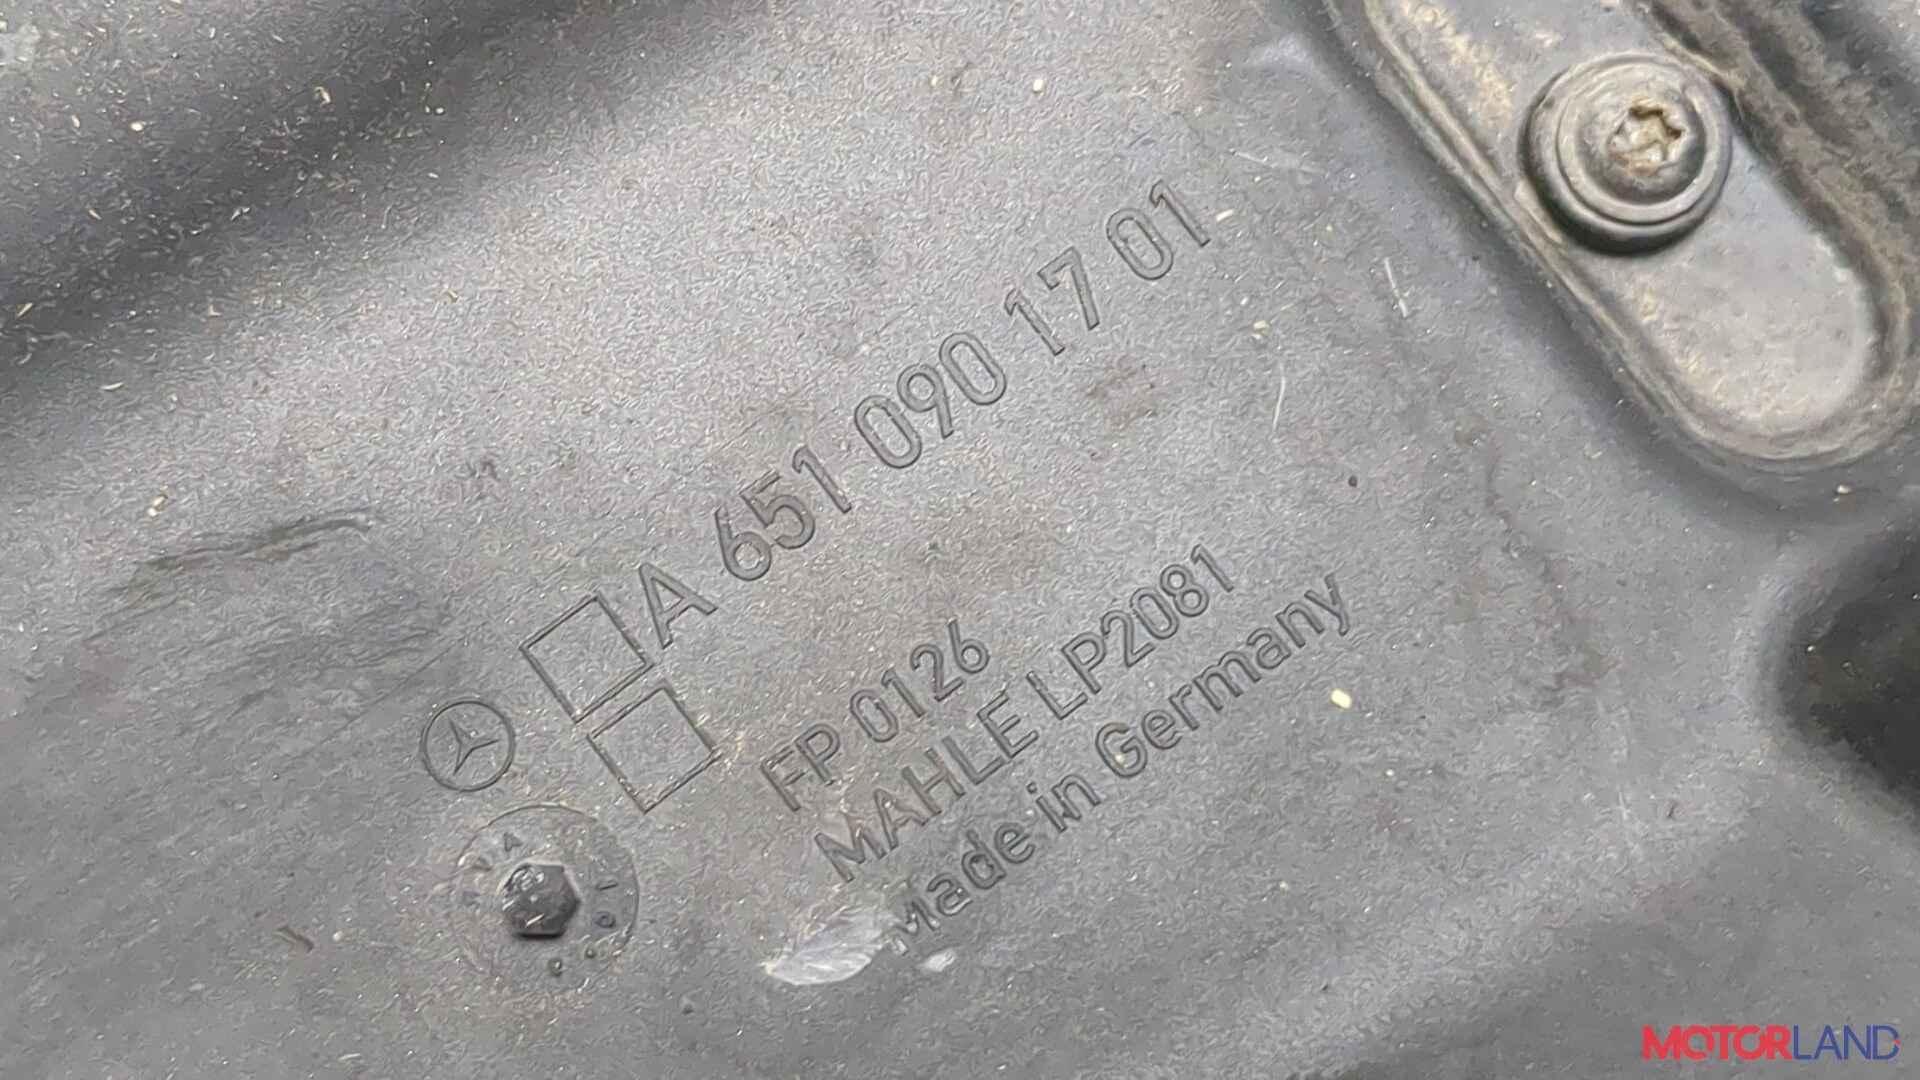 A 651 090 17 01
FP 0126
MAHLE LP2081
Made in Germany
MOTORLAND